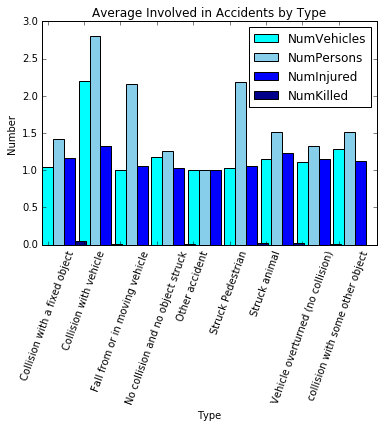 Average Involved in Accidents by Type
NumVehicles
NumPersons
NumInjured
NumKilled
Number
3.0
2.5
2.0
1.5
1.0
0.5
0.0
Collision with a fixed object
Collision with vehicle
Fall from or in moving vehicle
No collision and no object struck
Other accident
Struck Pedestrian
Struck animal
Vehicle overturned (no collision)
collision with some other object
Type